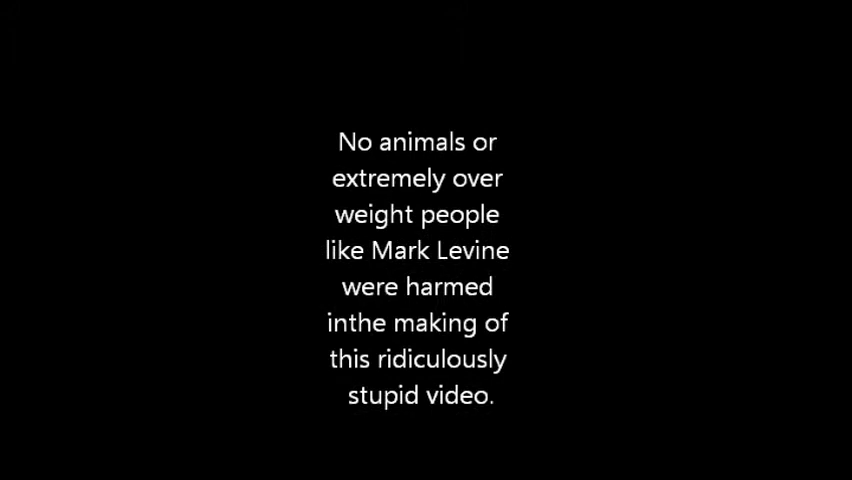 No animals or
extremely over
weight people
like Mark Levine
were harmed
inthe making of
this ridiculously
stupid video.